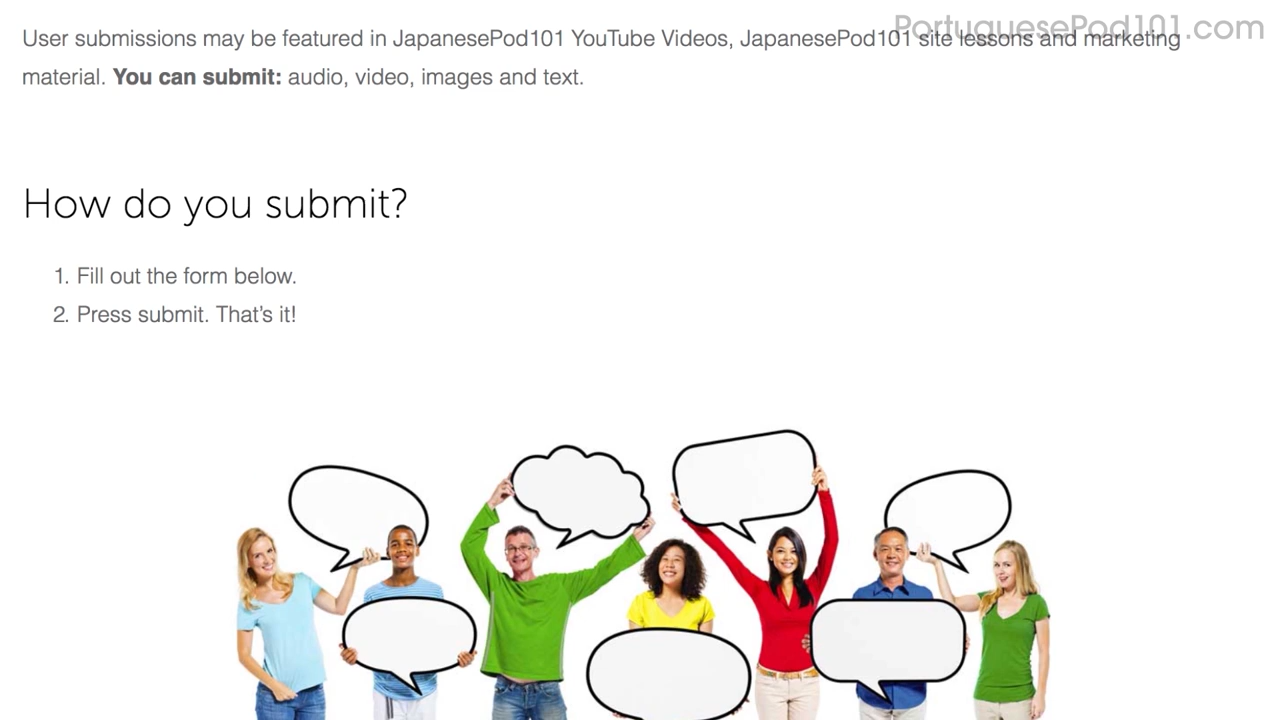 PortuguesePod101.com
User submissions may be featured in JapanesePod101 YouTube Videos, JapanesePod101 site lessons and marketing
material. You can submit: audio, video, images and text.
How do you submit?
1. Fill out the form below.
2. Press submit. That's it!